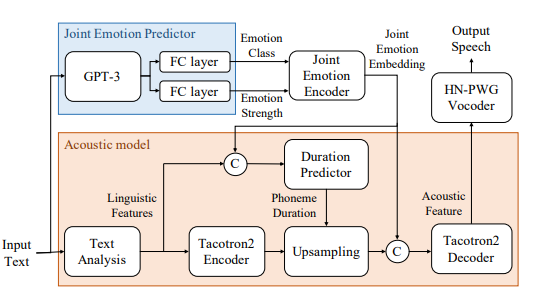 Joint Emotion Predictor
GPT-3
FC layer
FC layer
Emotion
Class
Emotion
Strength
Joint
Emotion
Encoder
Joint
Emotion
Embedding
Output
Speech
HN-PWG
Vocoder
Acoustic model
C
Duration
Predictor
Linguistic
Features
Phoneme
Duration
Acoustic
Feature
Input
Text
Text
Analysis
Tacotron2
Encoder
Upsampling
C
Tacotron2
Decoder